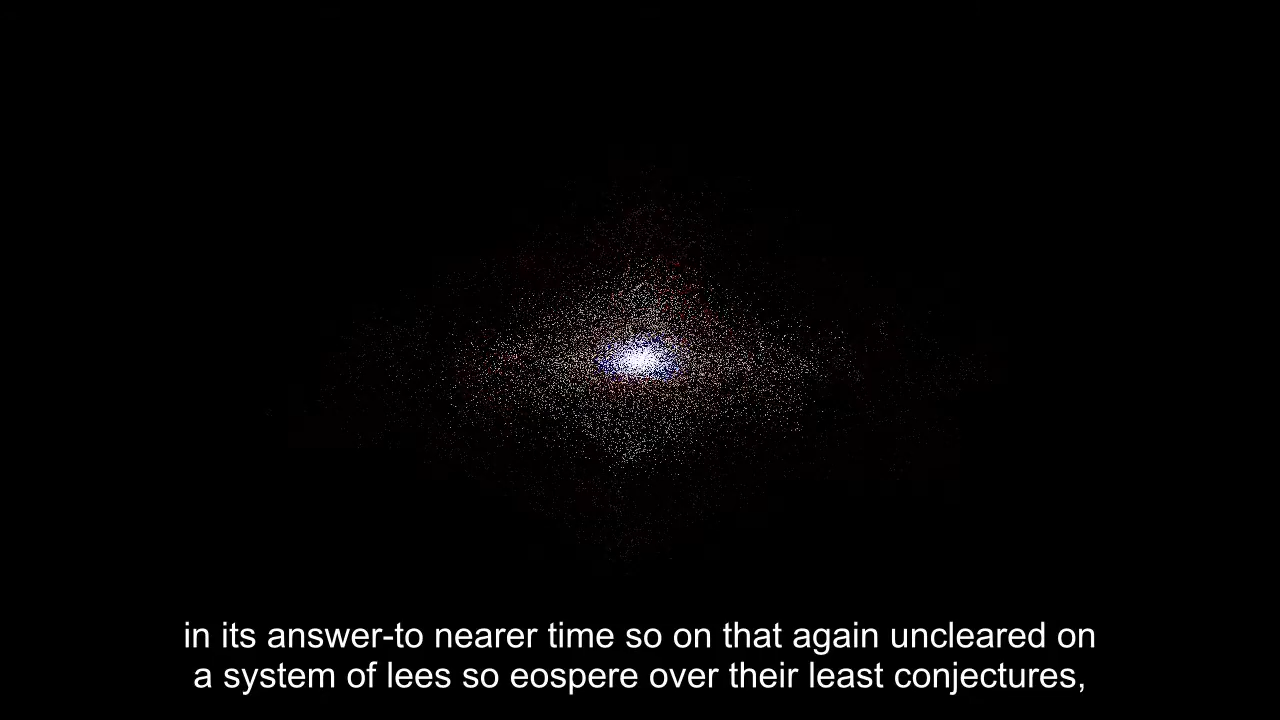 in its answer-to nearer time so on that again uncleared on
a system of lees so eospere over their least conjectures,